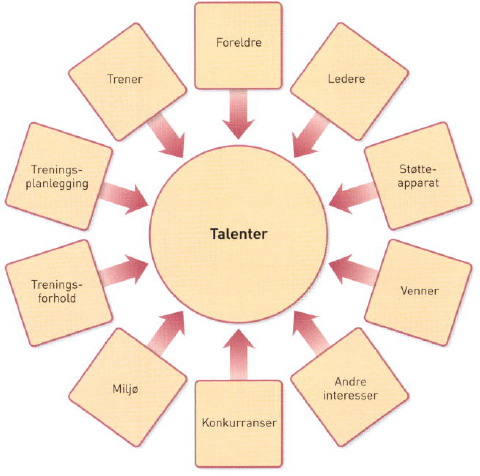 Foreldre
Trener
Ledere
Trenings-
planlegging
Støtte-
apparat
Talenter
Trenings-
forhold
Venner
Miljø
Andre
interesser
Konkurranser